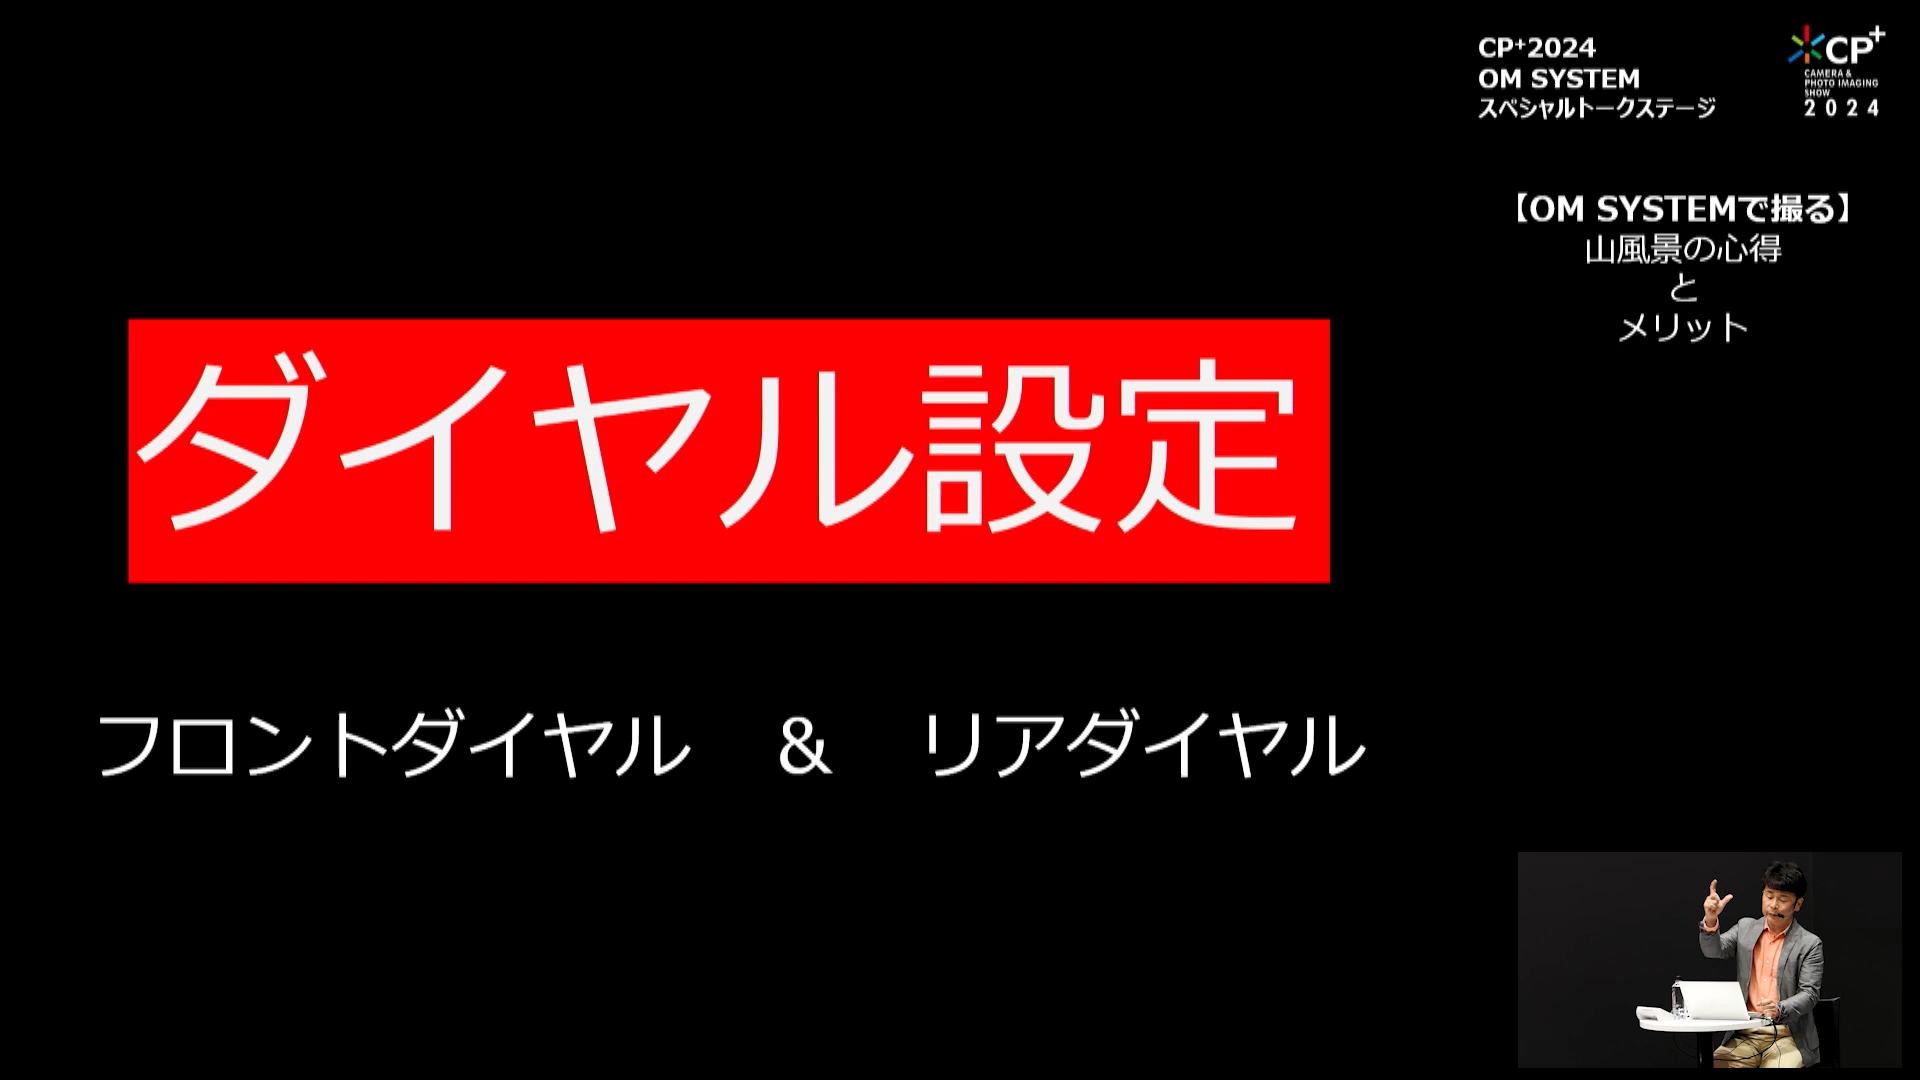 CP+2024
OM SYSTEM
スペシャルトークステージ
CP+
CAMERA &
PHOTO IMAGING
SHOW
2024
【OM SYSTEMで撮る】
山風景の心得
と
メリット
ダイヤル設定
フロントダイヤル　&　リアダイヤル